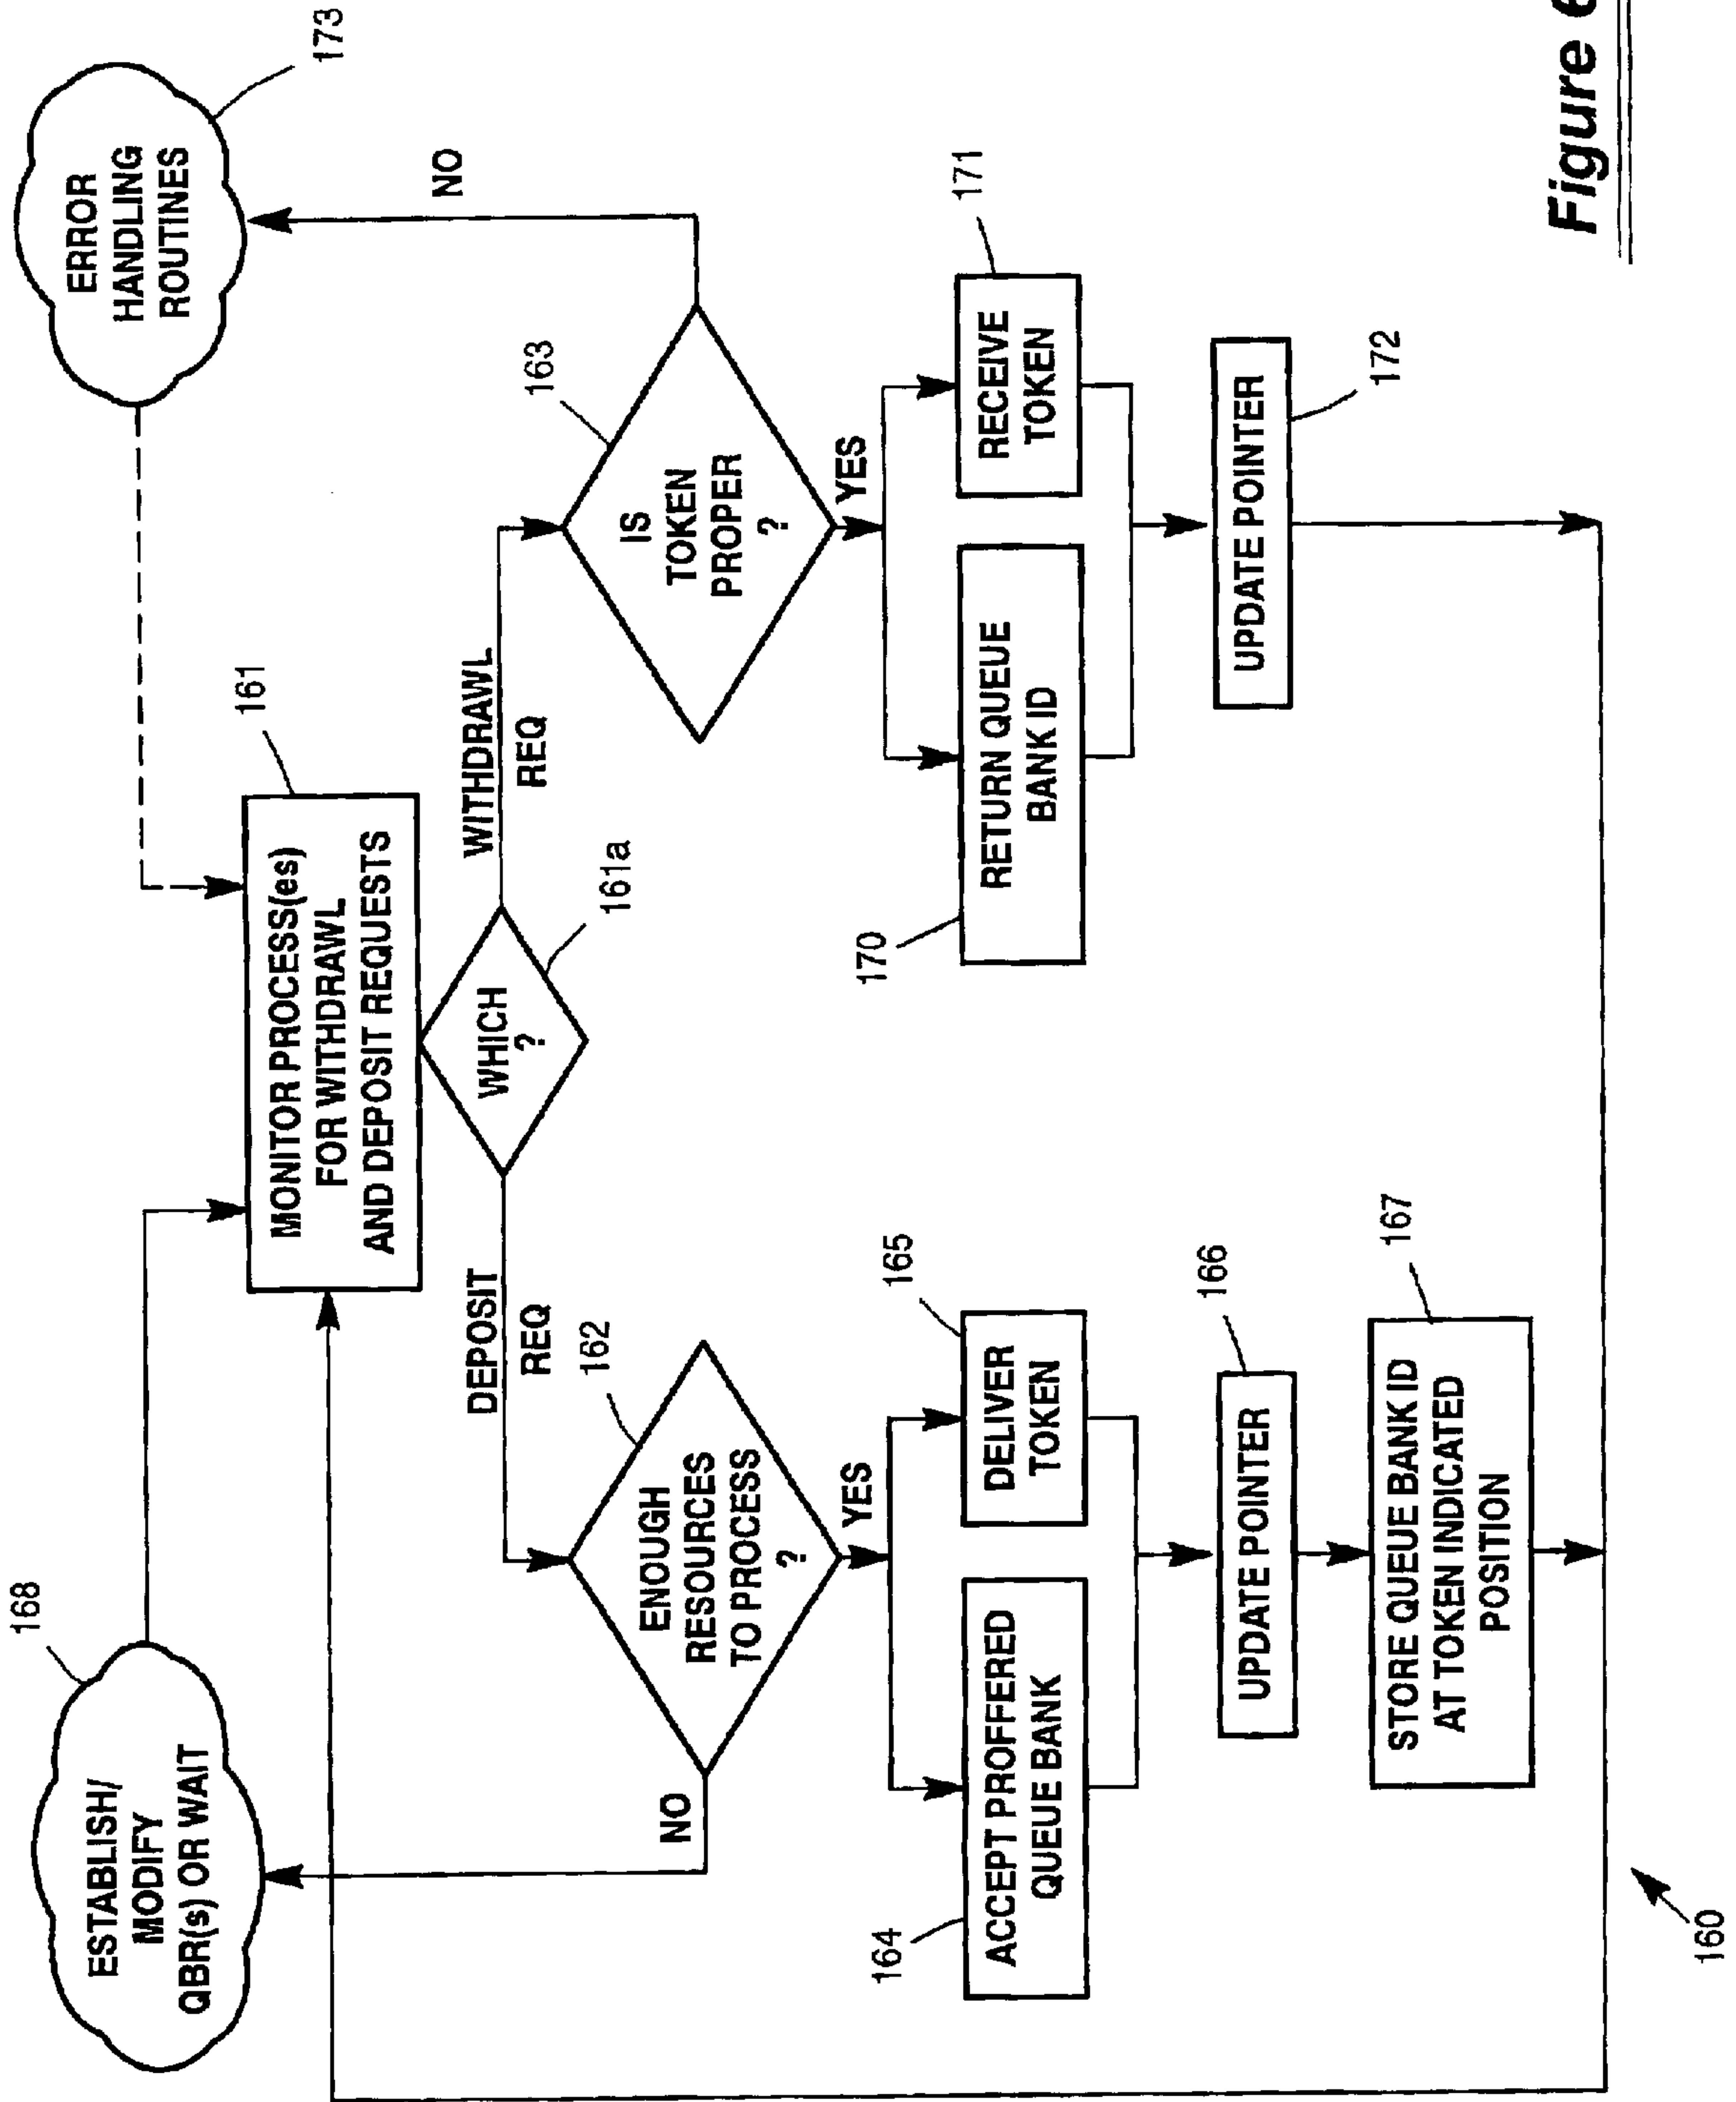 168
ESTABLISH/
MODIFY
QBR(s) OR WAIT
ERROR
HANDLING
ROUTINES
173
161
MONITOR PROCESS(es)
FOR WITHDRAWL
AND DEPOSIT REQUESTS
WHICH
?
161a
DEPOSIT
REQ
WITHDRAWL
REQ
162
ENOUGH
RESOURCES
TO PROCESS
?
NO
YES
163
IS
TOKEN
PROPER
?
NO
YES
164
ACCEPT PROFFERED
QUEUE BANK
165
DELIVER
TOKEN
170
RETURN QUEUE
BANK ID
171
RECEIVE
TOKEN
166
UPDATE POINTER
172
UPDATE POINTER
167
STORE QUEUE BANK ID
AT TOKEN INDICATED
POSITION
160
Figure 6